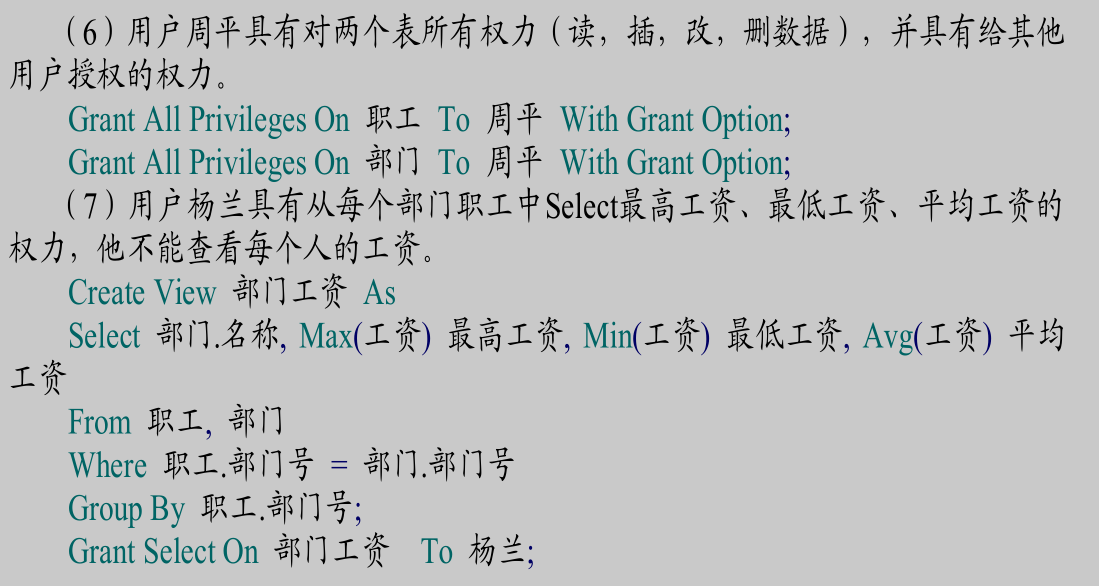 （6）用户周平具有对两个表所有权力（读，插，改，删数据），并具有给其他
用户授权的权力。
Grant All Privileges On 职工 To 周平 With Grant Option;
Grant All Privileges On 部门 To 周平 With Grant Option;
（7）用户杨兰具有从每个部门职工中Select最高工资、最低工资、平均工资的
权力，他不能查看每个人的工资。
Create View 部门工资 As
Select 部门.名称, Max(工资) 最高工资, Min(工资) 最低工资, Avg(工资) 平均
工资
From 职工, 部门
Where 职工.部门号 = 部门.部门号
Group By 职工.部门号;
Grant Select On 部门工资 To 杨兰;